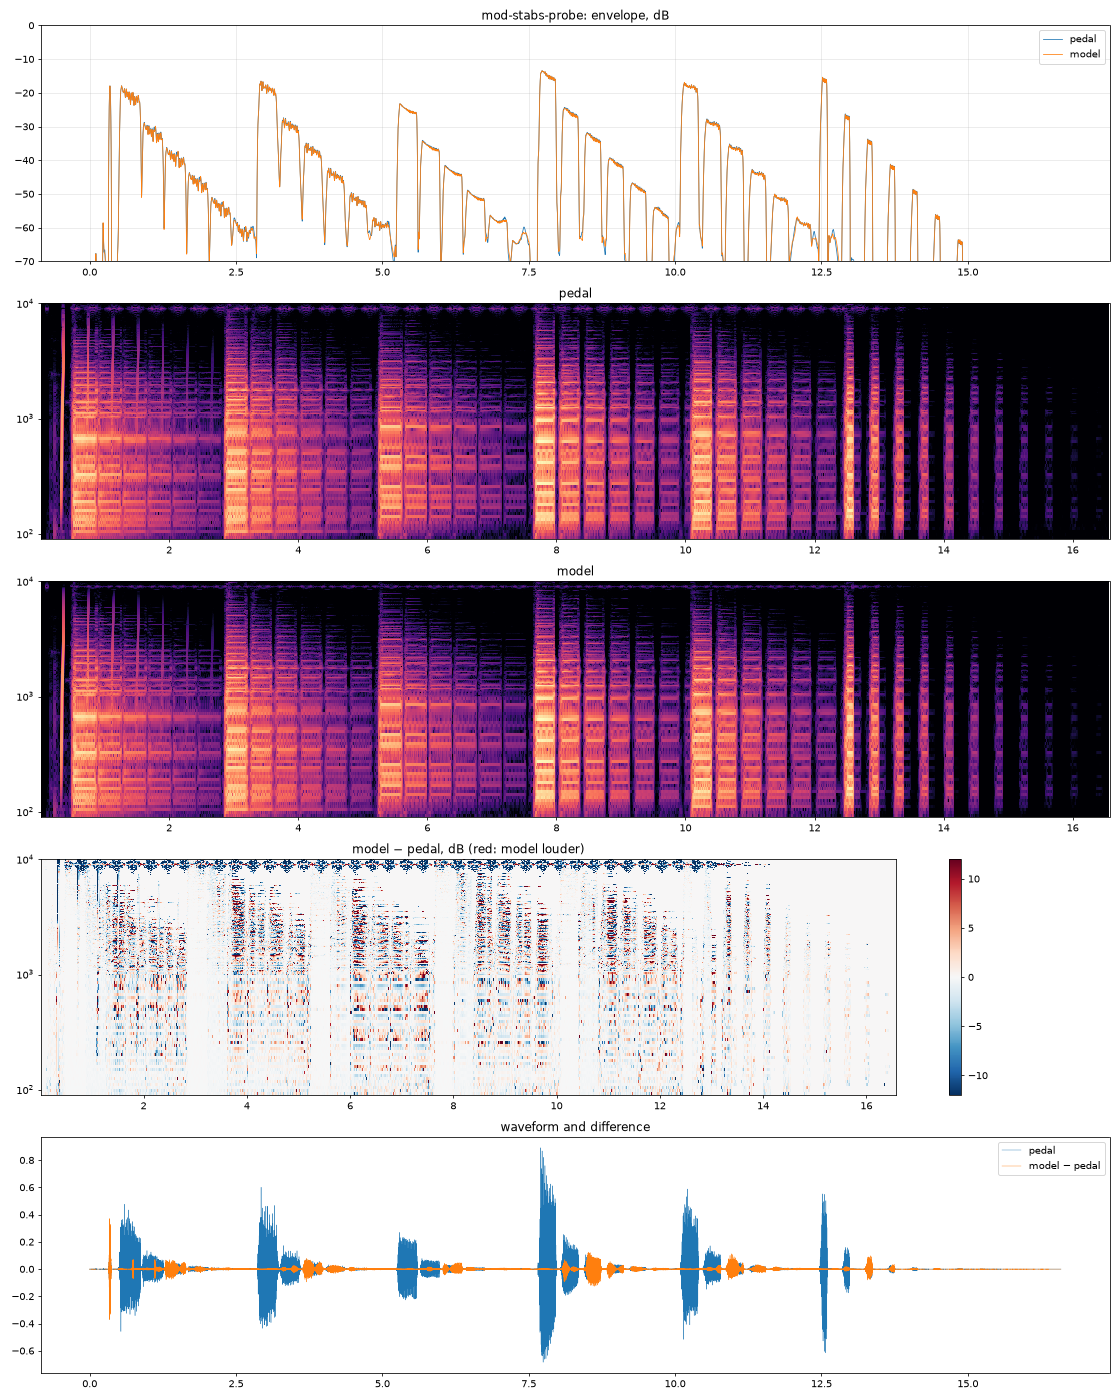 mod-stabs-probe: envelope, dB
0
−10
−20
−30
−40
−50
−60
−70
pedal
model
0.0 2.5 5.0 7.5 10.0 12.5 15.0
pedal
10⁴
10³
10²
2 4 6 8 10 12 14 16
model
10⁴
10³
10²
2 4 6 8 10 12 14 16
model − pedal, dB (red: model louder)
10⁴
10³
10²
2 4 6 8 10 12 14 16
10
5
0
−5
−10
waveform and difference
0.8
0.6
0.4
0.2
0.0
−0.2
−0.4
−0.6
pedal
model − pedal
0.0 2.5 5.0 7.5 10.0 12.5 15.0